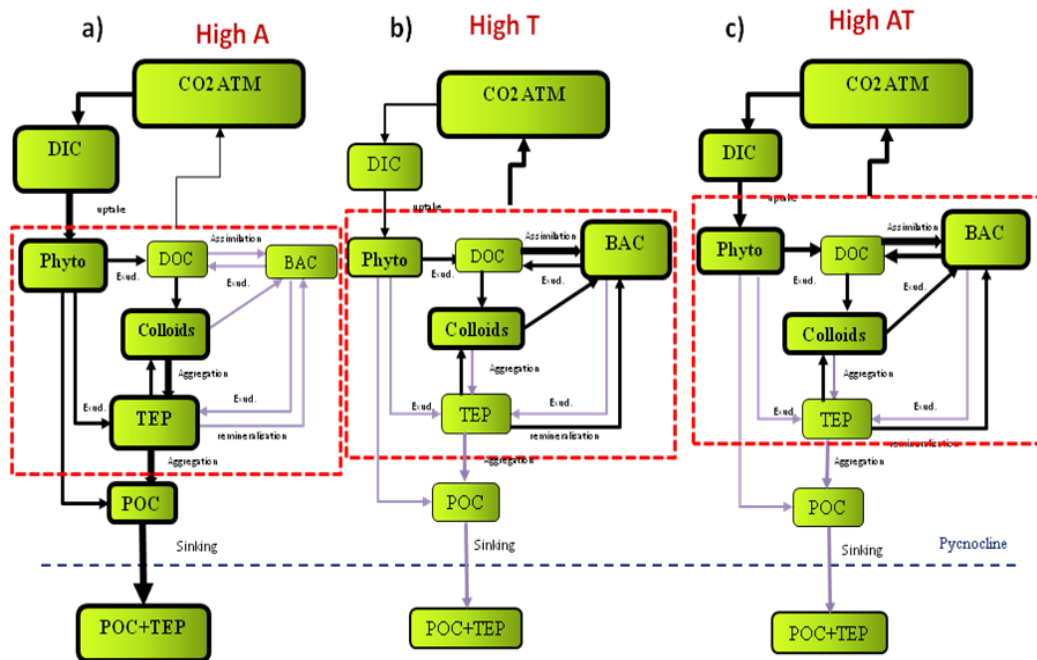 a)
High A
CO2 ATM
DIC
uptake
Phyto
DOC
Assimilation
BAC
Exud.
Exud.
Colloids
Aggregation
Exud.
Exud.
TEP
remineralisation
Aggregation
POC
Sinking
POC+TEP
b)
High T
CO2 ATM
DIC
uptake
Phyto
DOC
Assimilation
BAC
Exud.
Exud.
Colloids
Aggregation
Exud.
Exud.
TEP
remineralisation
Aggregation
POC
Sinking
POC+TEP
c)
High AT
CO2 ATM
DIC
uptake
Phyto
DOC
Assimilation
BAC
Exud.
Exud.
Colloids
Aggregation
Exud.
Exud.
TEP
remineralisation
Aggregation
POC
Sinking
Pycnocline
POC+TEP